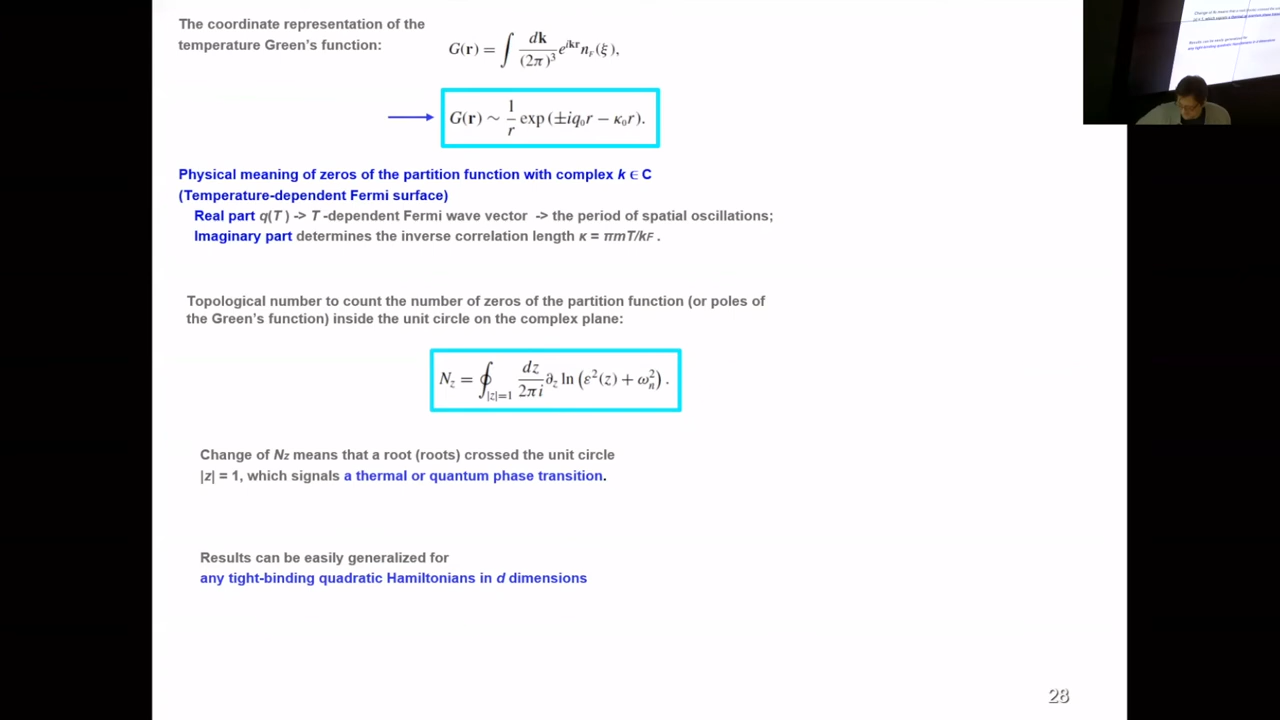 The coordinate representation of the
temperature Green's function:
G(r) = ∫ dk/(2π)³ e^{ikr} n_F(ξ),
G(r) ~ 1/r exp (±iq₀r − κ₀r).
Physical meaning of zeros of the partition function with complex k ∈ C
(Temperature-dependent Fermi surface)
Real part q(T ) -> T -dependent Fermi wave vector -> the period of spatial oscillations;
Imaginary part determines the inverse correlation length κ = πmT/kF .
Topological number to count the number of zeros of the partition function (or poles of
the Green's function) inside the unit circle on the complex plane:
N_z = ∮_{|z|=1} dz/2πi ∂_z ln (ε²(z) + ω_n²) .
Change of Nz means that a root (roots) crossed the unit circle
|z| = 1, which signals a thermal or quantum phase transition.
Results can be easily generalized for
any tight-binding quadratic Hamiltonians in d dimensions
28